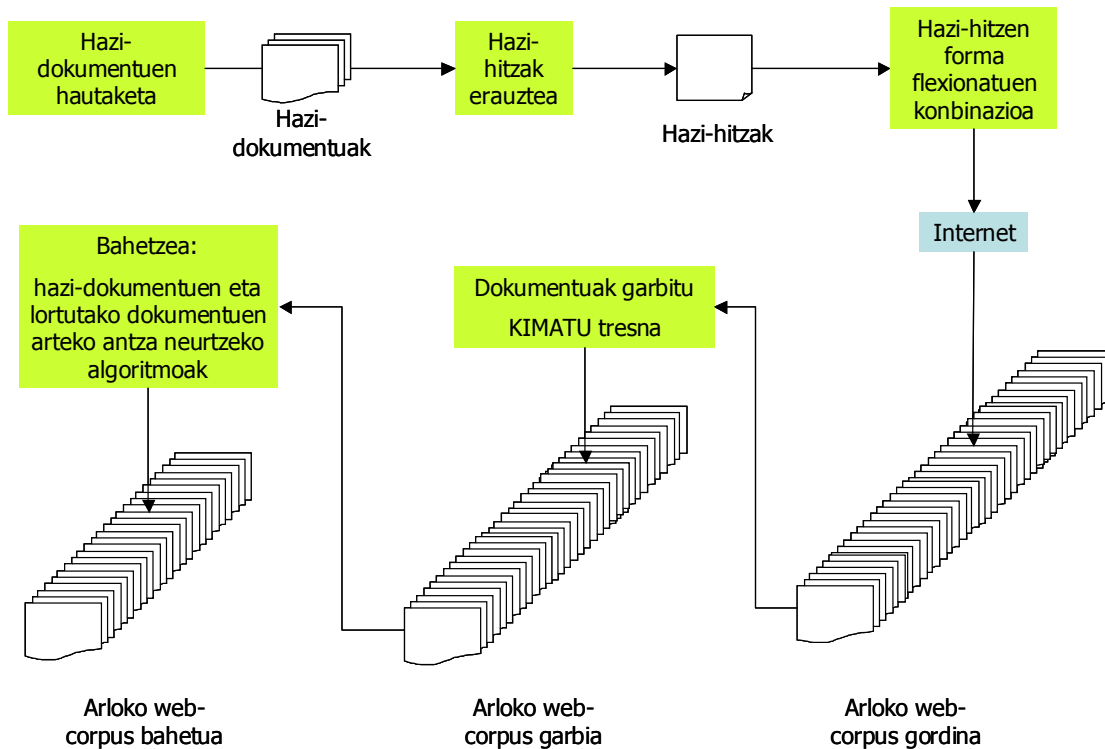 Hazi-
dokumentuen
hautaketa
Hazi-
dokumentuak
Hazi-
hitzak
erauztea
Hazi-hitzak
Hazi-hitzen
forma
flexionatuen
konbinazioa
Internet
Bahetzea:
hazi-dokumentuen eta
lortutako dokumentuen
arteko antza neurtzeko
algoritmoak
Dokumentuak garbitu
KIMATU tresna
Arloko web-
corpus bahetua
Arloko web-
corpus garbia
Arloko web-
corpus gordina